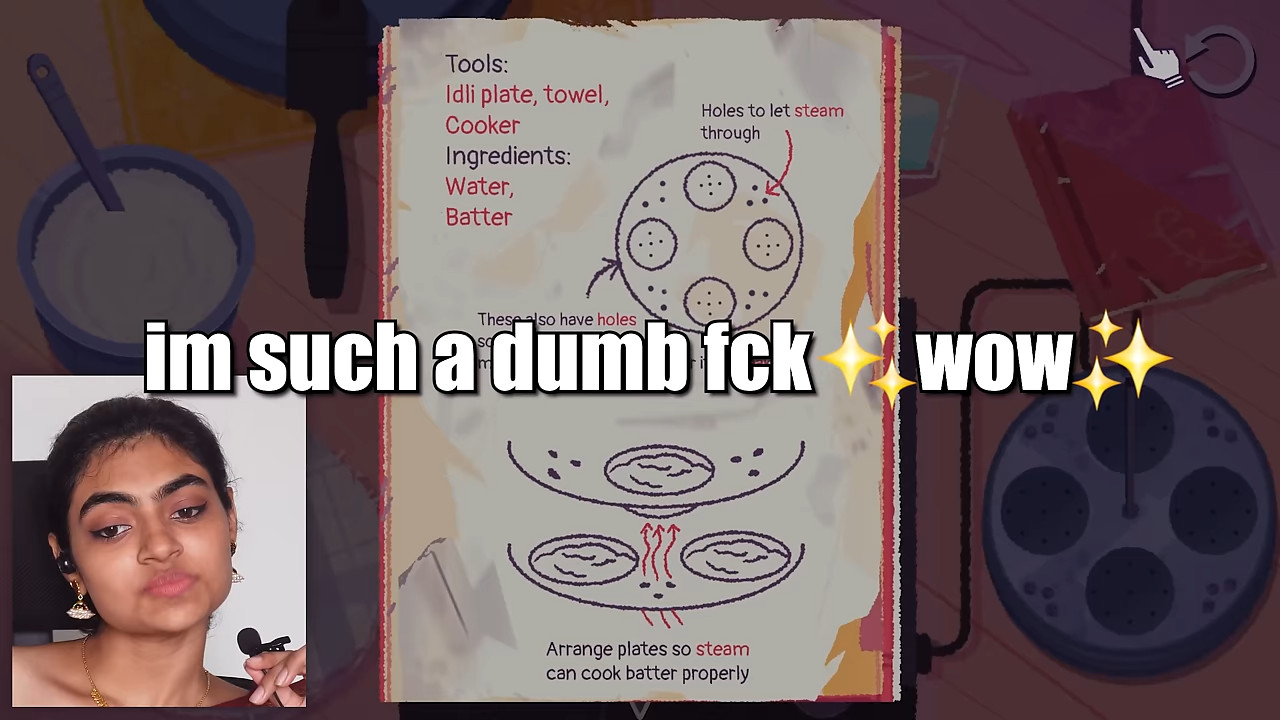 Tools:
Idli plate, towel,
Cooker
Ingredients:
Water,
Batter
Holes to let steam
through
These also have holes
im such a dumb fck✨wow✨
Arrange plates so steam
can cook batter properly